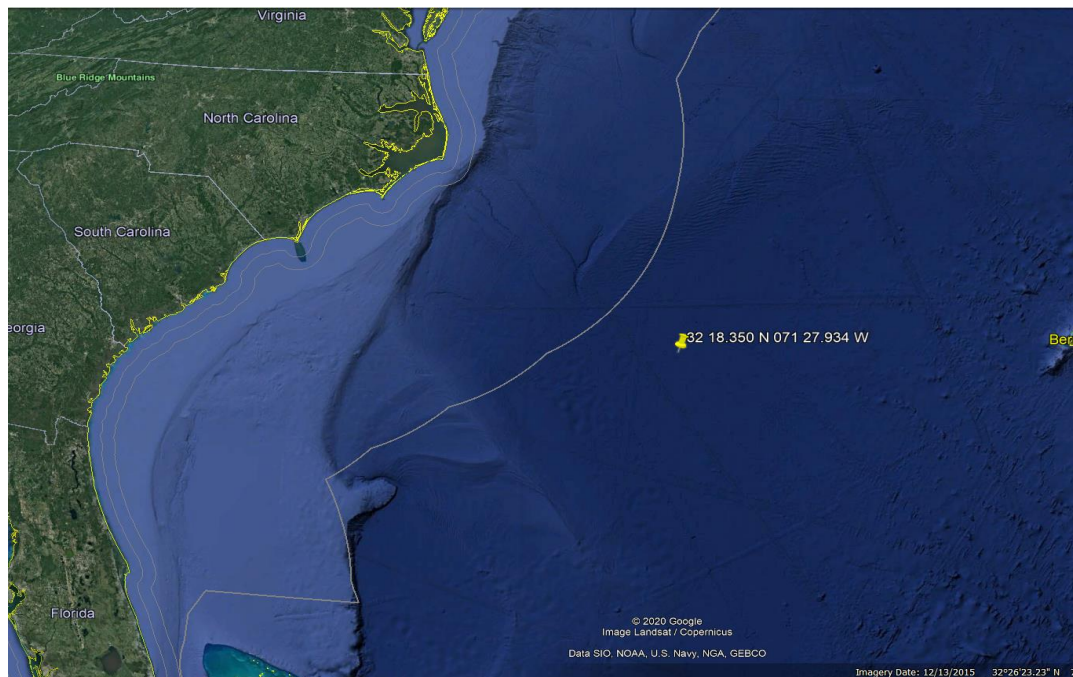 Virginia
Blue Ridge Mountains
North Carolina
South Carolina
eorgia
32 18.350 N 071 27.934 W
Ber
Florida
© 2020 Google
Image Landsat / Copernicus
Data SIO, NOAA, U.S. Navy, NGA, GEBCO
Imagery Date: 12/13/2015 32°26'23.23" N